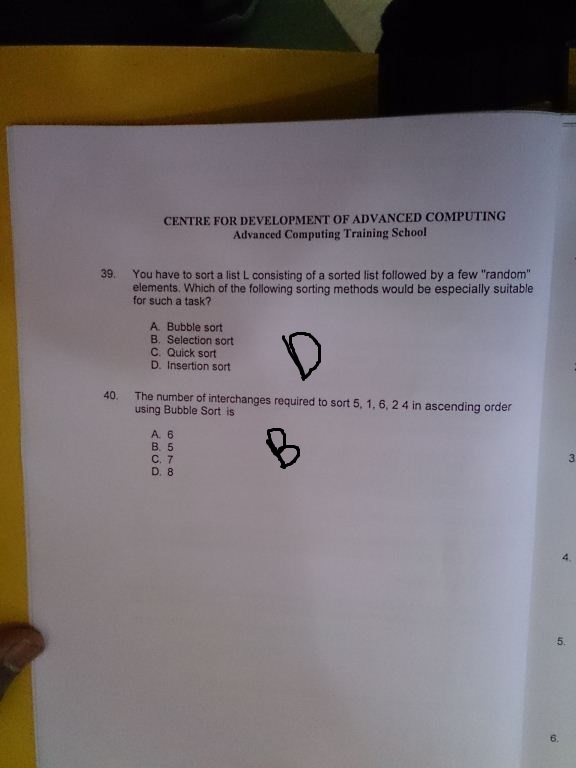 CENTRE FOR DEVELOPMENT OF ADVANCED COMPUTING
Advanced Computing Training School
39. You have to sort a list L consisting of a sorted list followed by a few "random"
elements. Which of the following sorting methods would be especially suitable
for such a task?
A. Bubble sort
B. Selection sort
C. Quick sort
D. Insertion sort
D
40. The number of interchanges required to sort 5, 1, 6, 2 4 in ascending order
using Bubble Sort is
A. 6
B. 5
C. 7
D. 8
B
3
4.
5.
6.